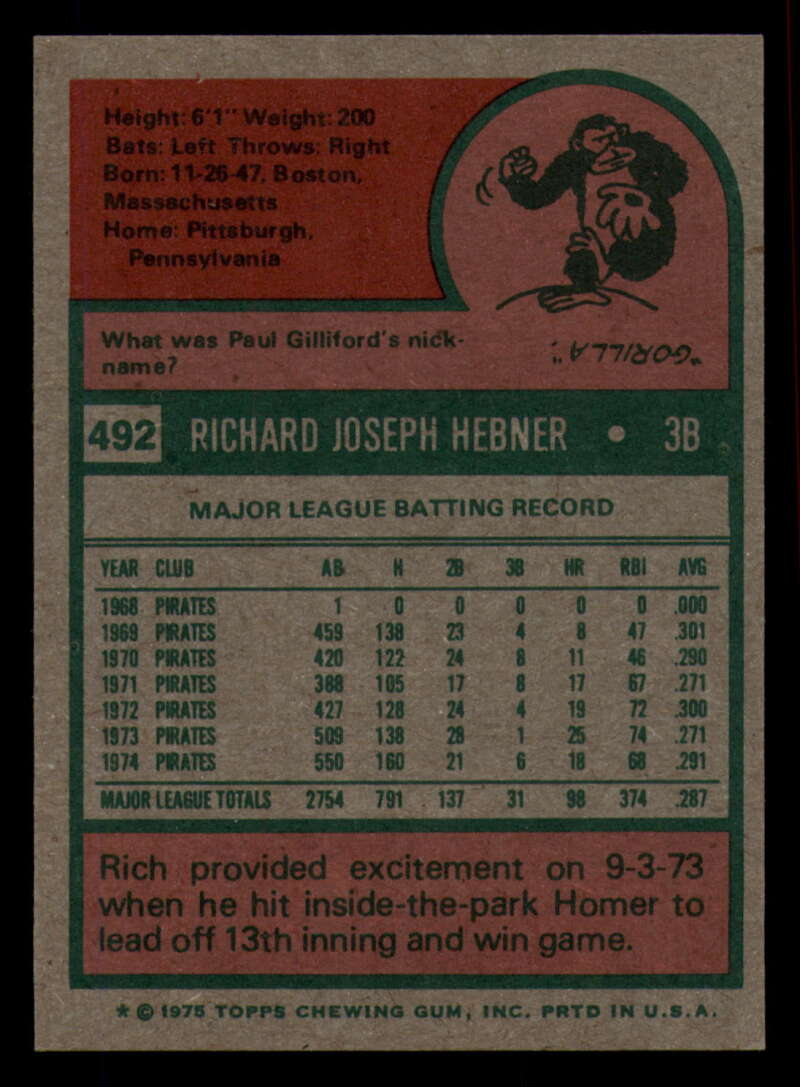 Height: 6'1" Weight: 200
Bats: Left Throws: Right
Born: 11-26-47, Boston,
Massachusetts
Home: Pittsburgh,
Pennsylvania
What was Paul Gilliford's nick-
name?
"GORILLA".
492 RICHARD JOSEPH HEBNER • 3B
MAJOR LEAGUE BATTING RECORD
YEAR CLUB AB H 2B 3B HR RBI AVG
1968 PIRATES 1 0 0 0 0 0 .000
1969 PIRATES 459 138 23 4 8 47 .301
1970 PIRATES 420 122 24 8 11 46 .290
1971 PIRATES 388 105 17 8 17 67 .271
1972 PIRATES 427 128 24 4 19 72 .300
1973 PIRATES 509 138 28 1 25 74 .271
1974 PIRATES 550 160 21 6 18 68 .291
MAJOR LEAGUE TOTALS 2754 791 137 31 98 374 .287
Rich provided excitement on 9-3-73
when he hit inside-the-park Homer to
lead off 13th inning and win game.
* © 1975 TOPPS CHEWING GUM, INC. PRTD IN U.S.A.